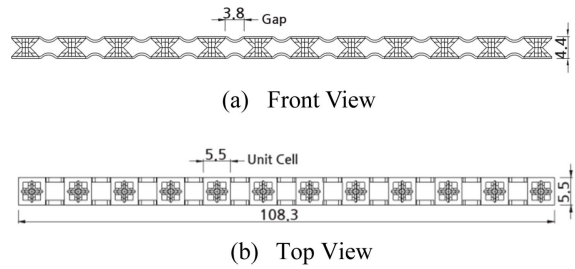 3.8 Gap
4.4
(a) Front View
5.5 Unit Cell
5.5
108.3
(b) Top View